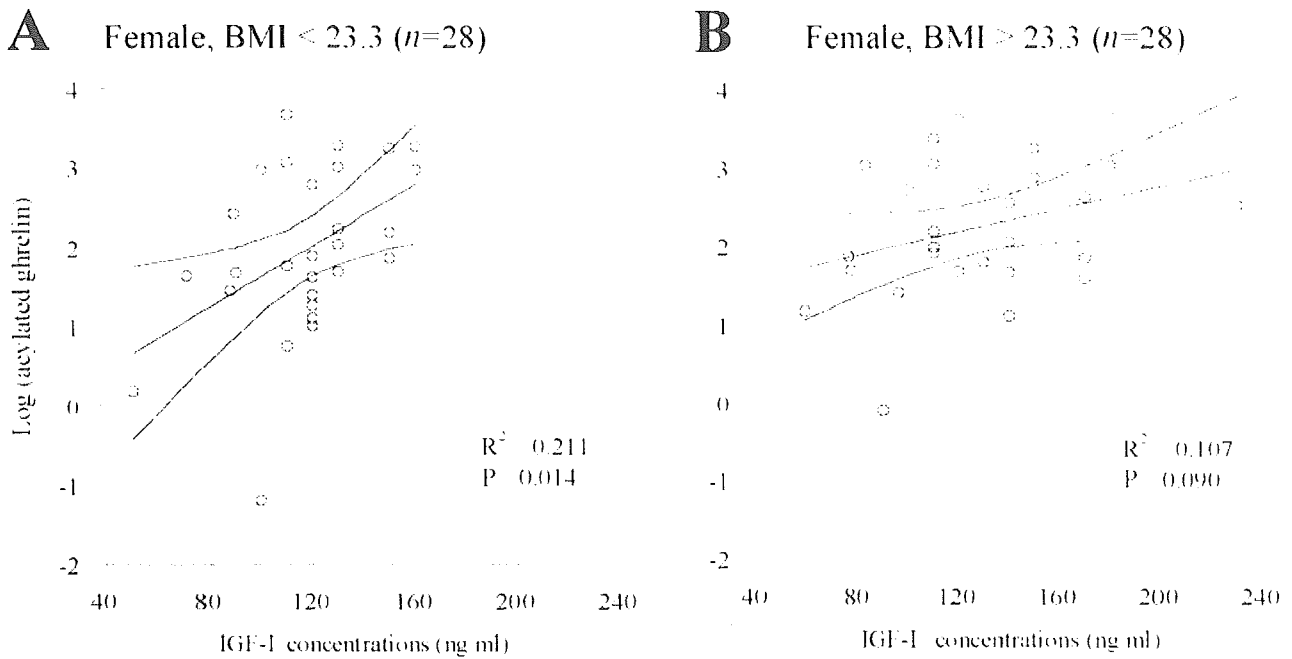 A Female, BMI < 23.3 (n=28)
4
3
2
1
0
-1
-2
Log (acylated ghrelin)
R² 0.211
P 0.014
40 80 120 160 200 240
IGF-I concentrations (ng ml)
B Female, BMI > 23.3 (n=28)
4
3
2
1
0
-1
-2
R² 0.107
P 0.090
40 80 120 160 200 240
IGF-I concentrations (ng ml)